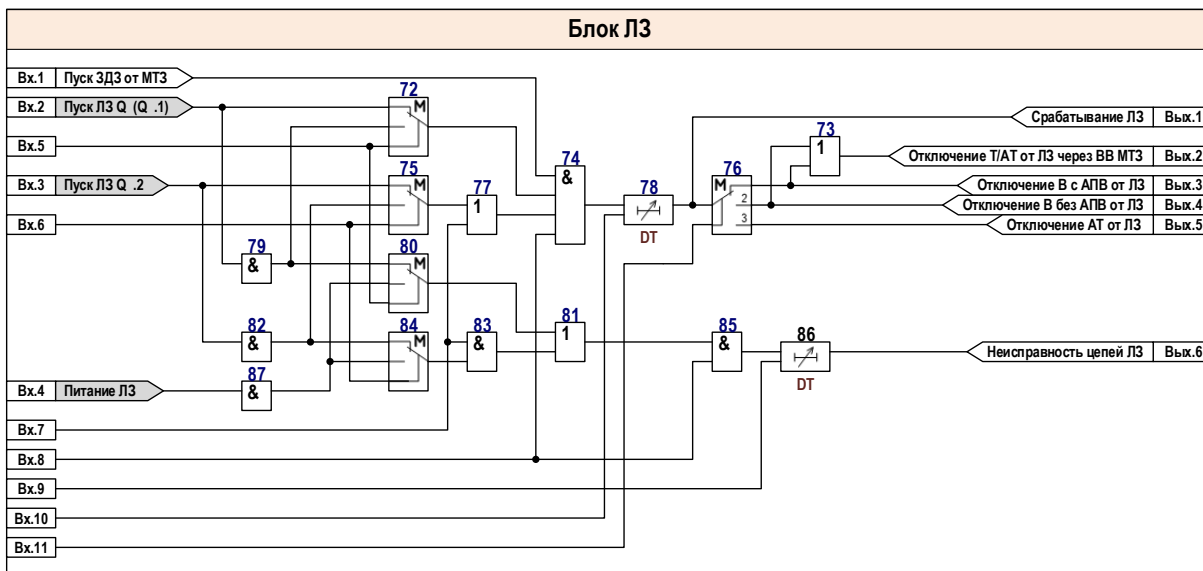 Блок ЛЗ
Вх.1 Пуск ЗДЗ от МТЗ
Вх.2 Пуск ЛЗ Q (Q .1)
Вх.5
Вх.3 Пуск ЛЗ Q .2
Вх.6
Вх.4 Питание ЛЗ
Вх.7
Вх.8
Вх.9
Вх.10
Вх.11
72
М
75
М
77
1
74
&
78
DT
76
М
2
3
73
1
79
&
80
М
82
&
84
М
83
&
81
1
85
&
86
DT
87
&
Срабатывание ЛЗ Вых.1
Отключение Т/АТ от ЛЗ через ВВ МТЗ Вых.2
Отключение В с АПВ от ЛЗ Вых.3
Отключение В без АПВ от ЛЗ Вых.4
Отключение АТ от ЛЗ Вых.5
Неисправность цепей ЛЗ Вых.6